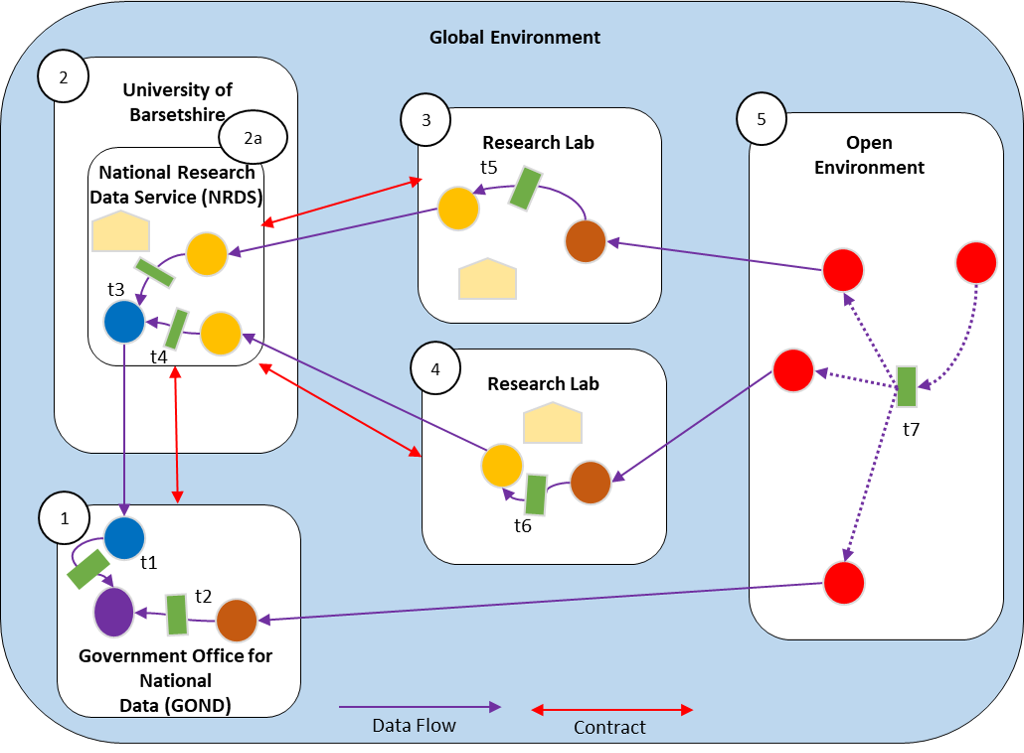 Global Environment
2
University of
Barsetshire
2a
National Research
Data Service (NRDS)
t3
t4
3
Research Lab
t5
4
Research Lab
t6
5
Open
Environment
t7
1
t1
t2
Government Office for
National
Data (GOND)
Data Flow
Contract